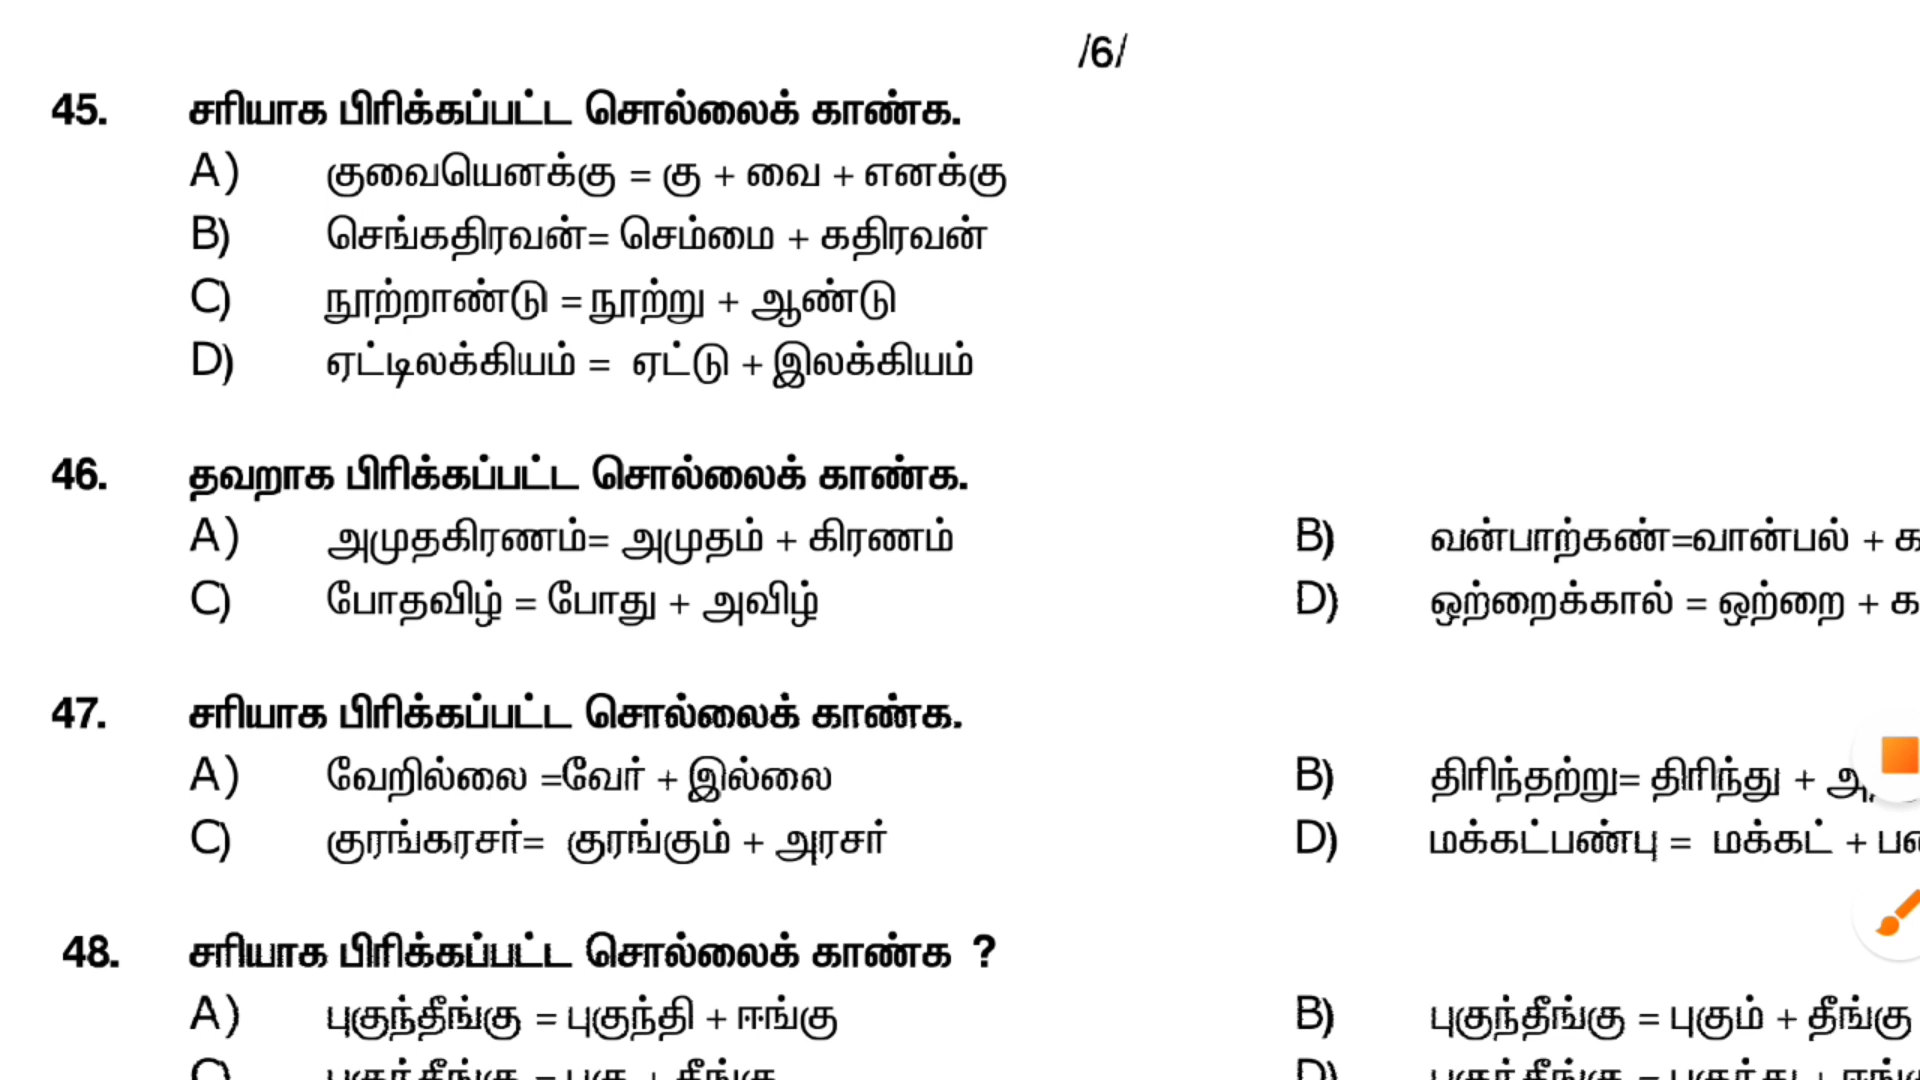 /6/
45. சரியாக பிரிக்கப்பட்ட சொல்லைக் காண்க.
A) குவையெனக்கு = கு + வை + எனக்கு
B) செங்கதிரவன்= செம்மை + கதிரவன்
C) நூற்றாண்டு = நூற்று + ஆண்டு
D) ஏட்டிலக்கியம் = ஏட்டு + இலக்கியம்
46. தவறாக பிரிக்கப்பட்ட சொல்லைக் காண்க.
A) அமுதகிரணம்= அமுதம் + கிரணம் B) வன்பாற்கண்=வான்பல் +
C) போதவிழ் = போது + அவிழ் D) ஒற்றைக்கால் = ஒற்றை +
47. சரியாக பிரிக்கப்பட்ட சொல்லைக் காண்க.
A) வேறில்லை =வேர் + இல்லை B) திரிந்தற்று= திரிந்து +
C) குரங்கரசர்= குரங்கும் + அரசர் D) மக்கட்பண்பு = மக்கட் +
48. சரியாக பிரிக்கப்பட்ட சொல்லைக் காண்க ?
A) புகுந்தீங்கு = புகுந்தி + ஈங்கு B) புகுந்தீங்கு = புகும் + தீங்கு